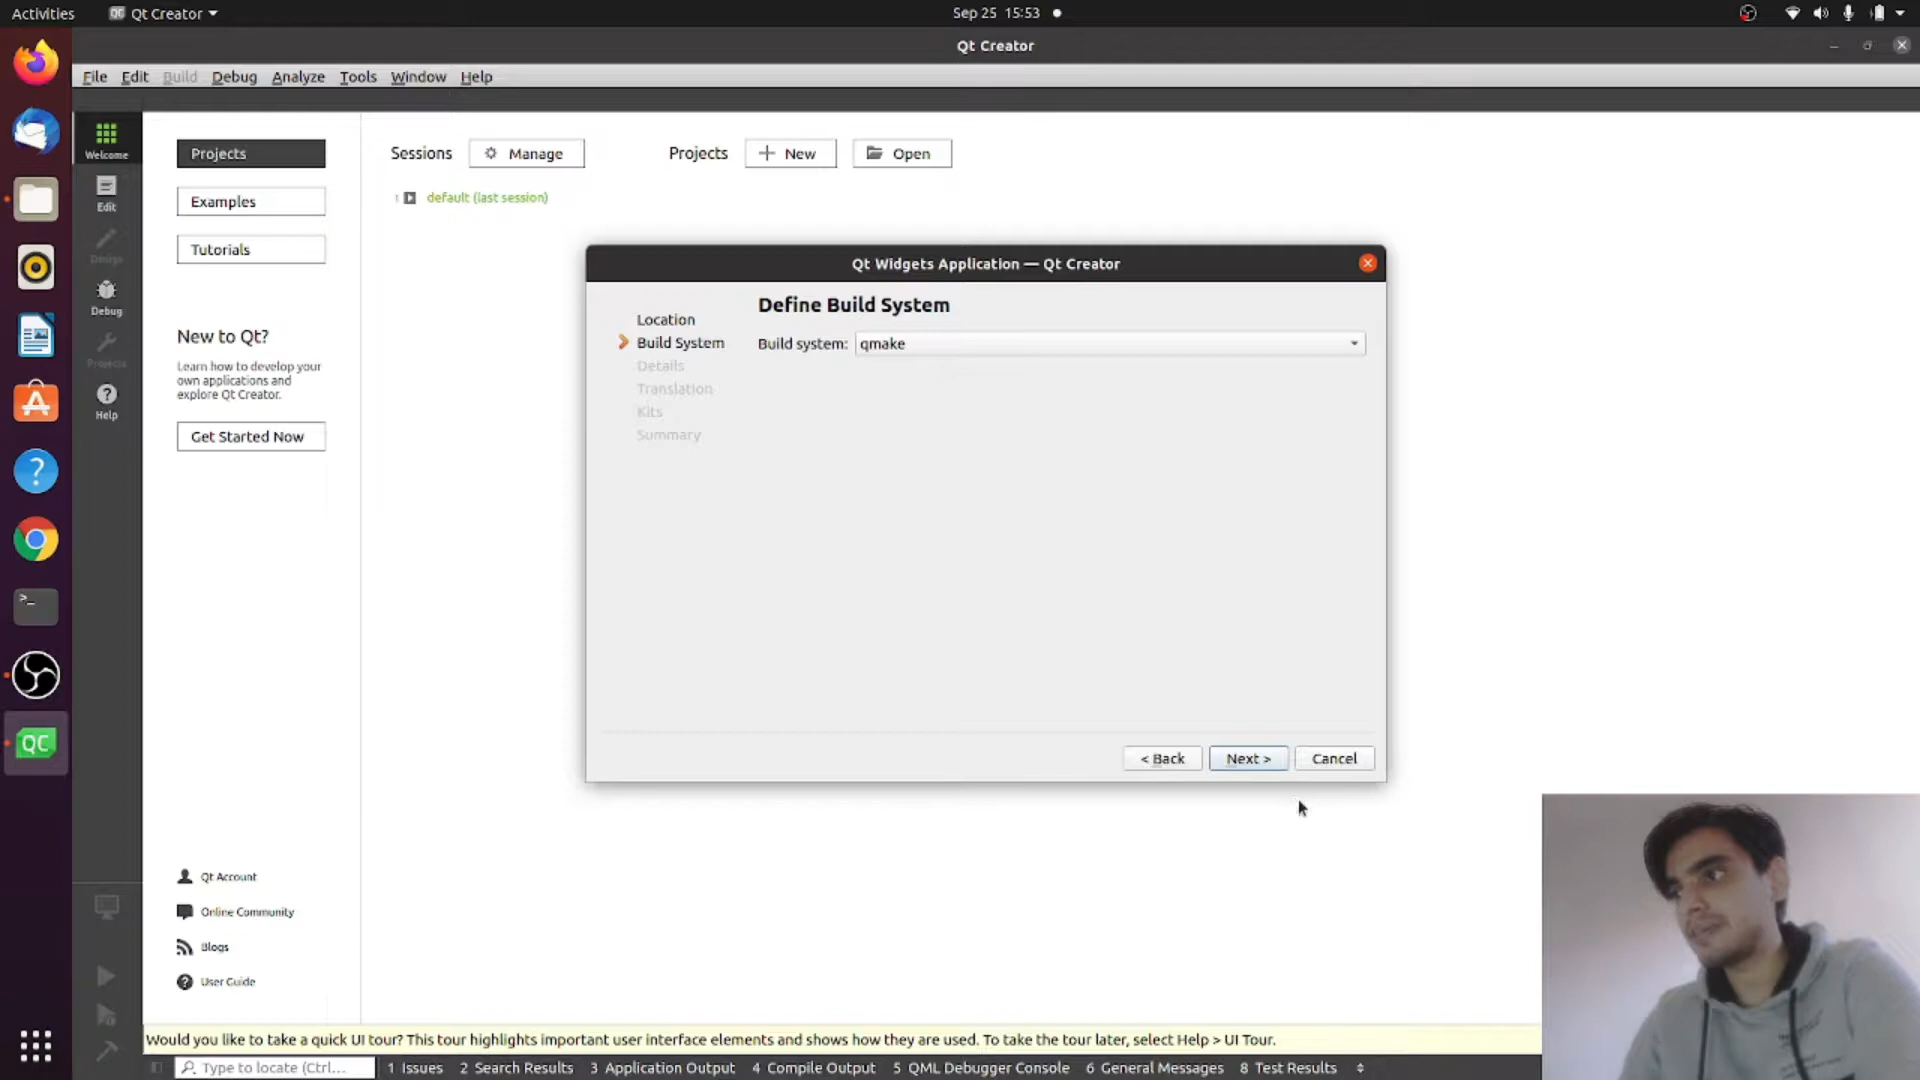 Activities
Qt Creator
Sep 25 15:53
Qt Creator
File Edit Build Debug Analyze Tools Window Help
Welcome
Edit
Design
Debug
Projects
Help
Projects
Examples
Tutorials
New to Qt?
Learn how to develop your
own applications and
explore Qt Creator.
Get Started Now
Sessions
Manage
Projects
New
Open
1 default (last session)
Qt Widgets Application — Qt Creator
Location
Build System
Details
Translation
Kits
Summary
Define Build System
Build system: qmake
< Back
Next >
Cancel
Qt Account
Online Community
Blogs
User Guide
Would you like to take a quick UI tour? This tour highlights important user interface elements and shows how they are used. To take the tour later, select Help > UI Tour.
Type to locate (Ctrl...
1 Issues 2 Search Results 3 Application Output 4 Compile Output 5 QML Debugger Console 6 General Messages 8 Test Results
QC